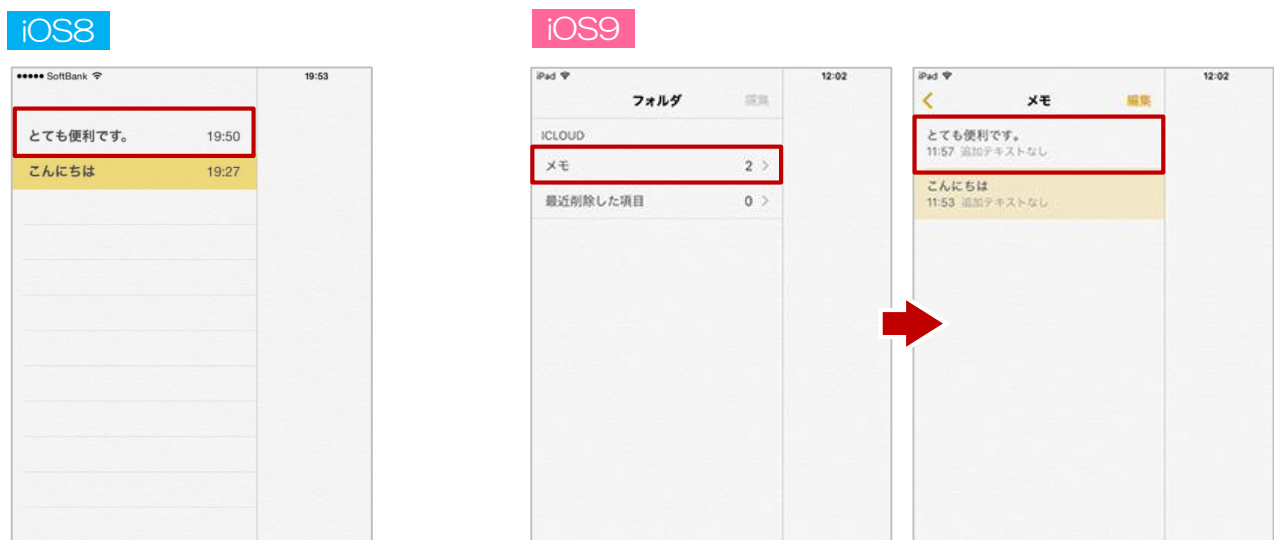 iOS8
SoftBank 19:53
とても便利です。 19:50
こんにちは 19:27
iOS9
iPad 12:02
フォルダ 編集
ICLOUD
メモ 2
最近削除した項目 0
iPad 12:02
メモ 編集
とても便利です。
11:57 追加テキストなし
こんにちは
11:53 追加テキストなし